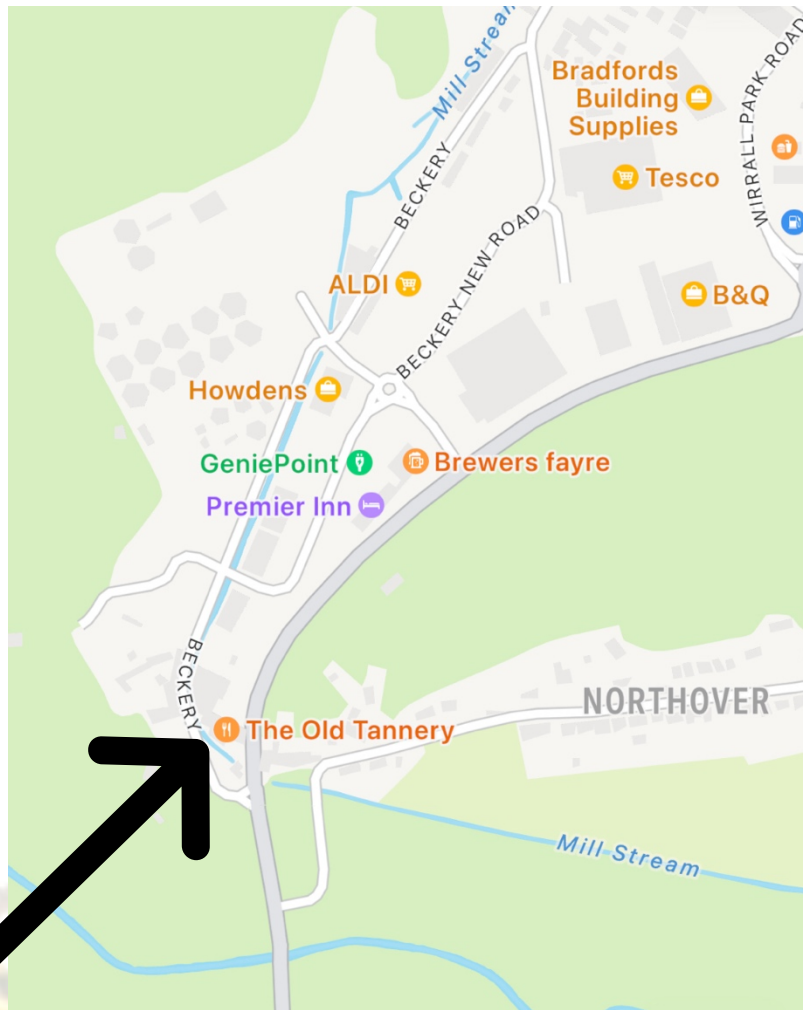 Mill Stream
Bradfords
Building
Supplies
WIRRALL PARK ROAD
Tesco
BECKERY
BECKERY NEW ROAD
ALDI
B&Q
Howdens
GeniePoint
Brewers fayre
Premier Inn
BECKERY
NORTHOVER
The Old Tannery
Mill Stream